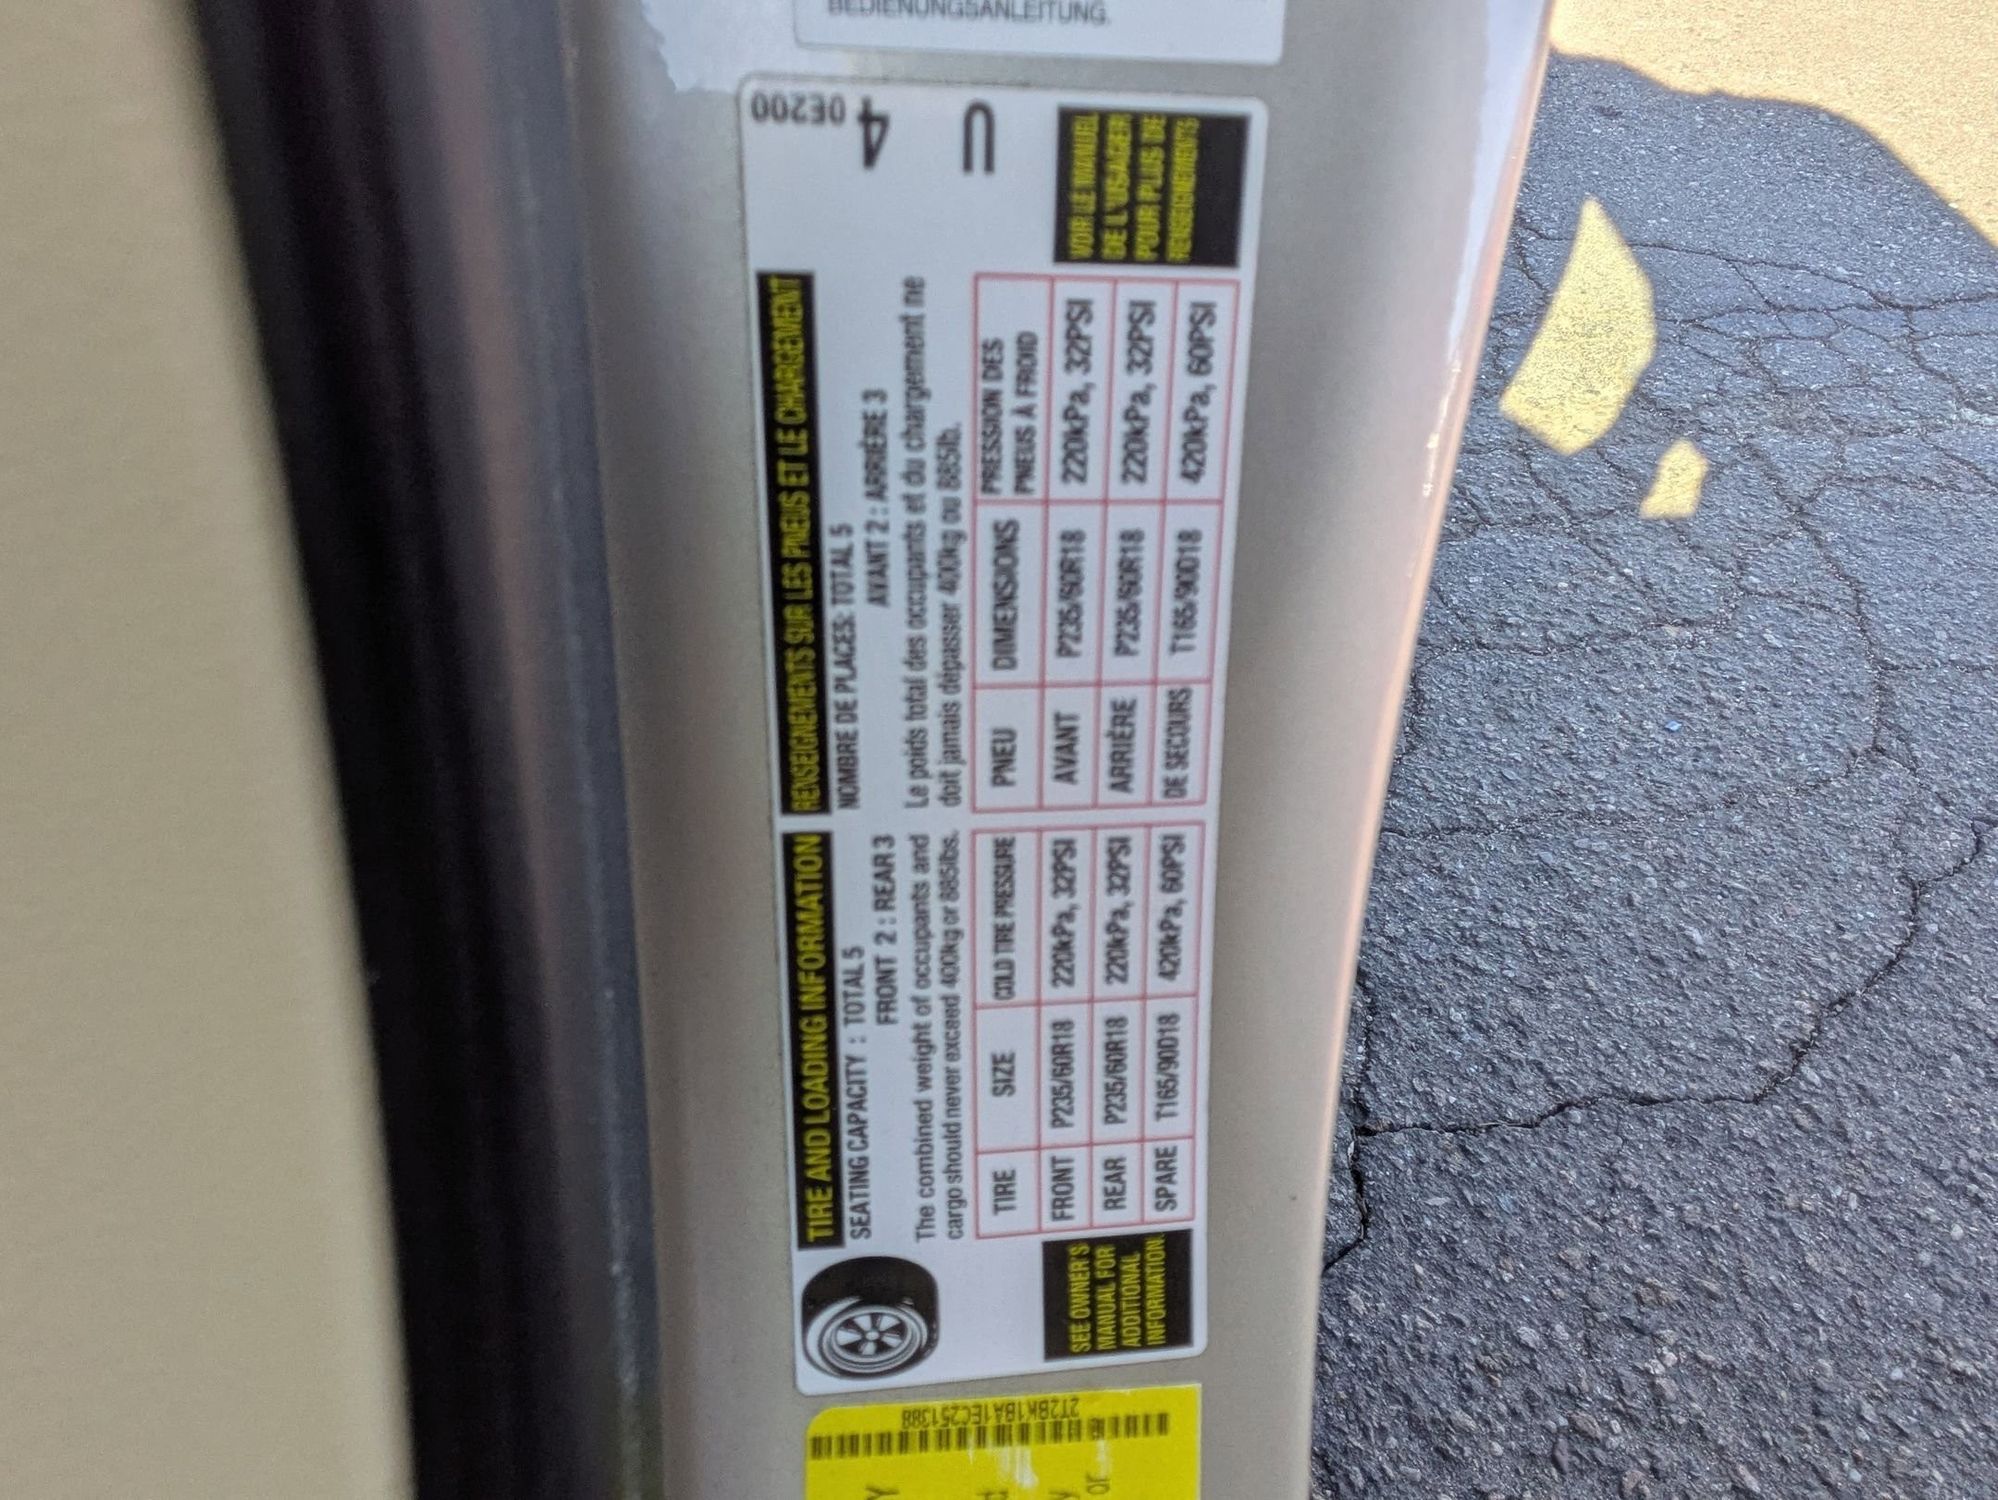 BEDIENUNGSANLEITUNG.
TIRE AND LOADING INFORMATION
SEATING CAPACITY : TOTAL 5
FRONT 2 : REAR 3
The combined weight of occupants and
cargo should never exceed 400kg or 885lbs.
TIRE SIZE COLD TIRE PRESSURE
FRONT P235/60R18 220kPa, 32PSI
REAR P235/60R18 220kPa, 32PSI
SPARE T165/90D18 420kPa, 60PSI
SEE OWNER'S
MANUAL FOR
ADDITIONAL
INFORMATION.
RENSEIGNEMENTS SUR LES PNEUS ET LE CHARGEMENT
NOMBRE DE PLACES: TOTAL 5
AVANT 2 : ARRIÈRE 3
Le poids total des occupants et du chargement ne
doit jamais dépasser 400kg ou 885lb.
PNEU DIMENSIONS PRESSION DES
PNEUS À FROID
AVANT P235/60R18 220kPa, 32PSI
ARRIÈRE P235/60R18 220kPa, 32PSI
DE SECOURS T165/90D18 420kPa, 60PSI
VOIR LE MANUEL
DE L'USAGER
POUR PLUS DE
RENSEIGNEMENTS
0E200
4
U
2T2BK1BA1EC251388